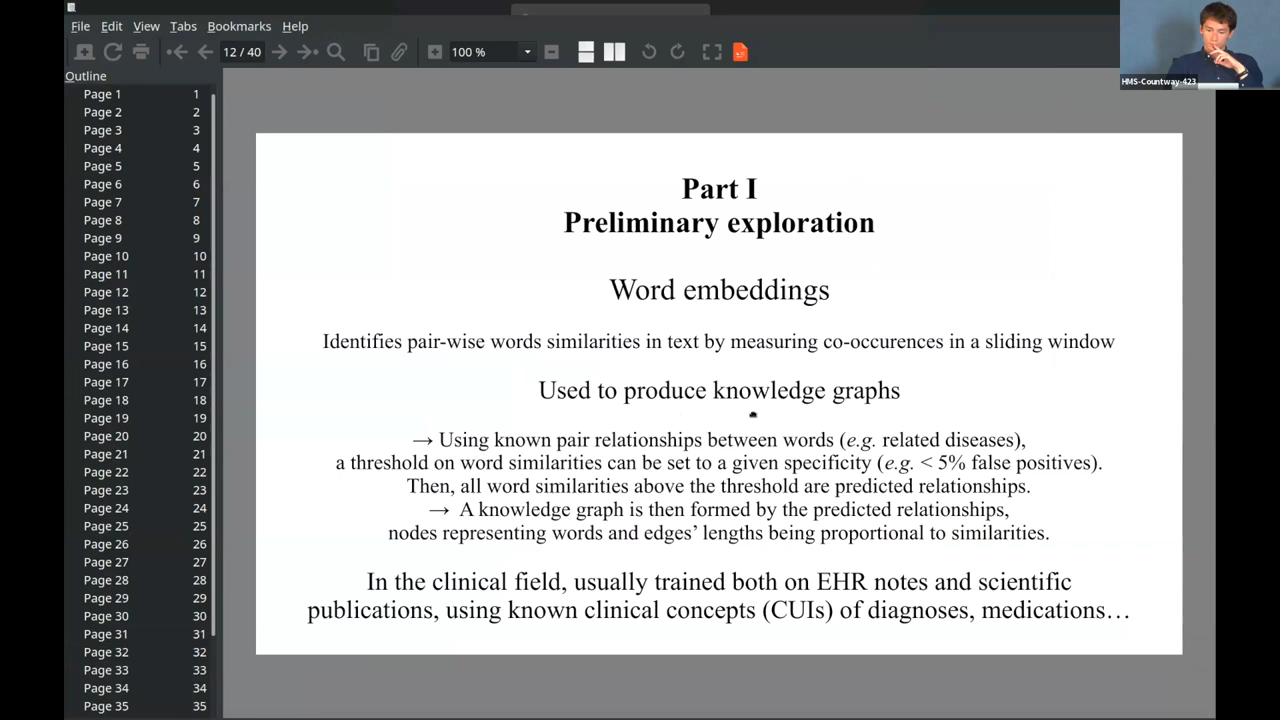 File Edit View Tabs Bookmarks Help
12 / 40 100 %
HMS-Countway-423
Outline
Page 1 1
Page 2 2
Page 3 3
Page 4 4
Page 5 5
Page 6 6
Page 7 7
Page 8 8
Page 9 9
Page 10 10
Page 11 11
Page 12 12
Page 13 13
Page 14 14
Page 15 15
Page 16 16
Page 17 17
Page 18 18
Page 19 19
Page 20 20
Page 21 21
Page 22 22
Page 23 23
Page 24 24
Page 25 25
Page 26 26
Page 27 27
Page 28 28
Page 29 29
Page 30 30
Page 31 31
Page 32 32
Page 33 33
Page 34 34
Page 35 35
Part I
Preliminary exploration
Word embeddings
Identifies pair-wise words similarities in text by measuring co-occurences in a sliding window
Used to produce knowledge graphs
→ Using known pair relationships between words (e.g. related diseases),
a threshold on word similarities can be set to a given specificity (e.g. < 5% false positives).
Then, all word similarities above the threshold are predicted relationships.
→ A knowledge graph is then formed by the predicted relationships,
nodes representing words and edges’ lengths being proportional to similarities.
In the clinical field, usually trained both on EHR notes and scientific
publications, using known clinical concepts (CUIs) of diagnoses, medications…